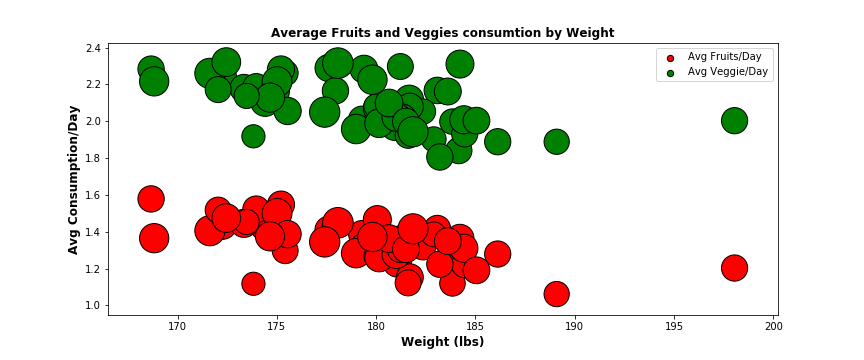 Average Fruits and Veggies consumtion by Weight
Avg Fruits/Day
Avg Veggie/Day
Avg Consumption/Day
2.4
2.2
2.0
1.8
1.6
1.4
1.2
1.0
170 175 180 185 190 195 200
Weight (lbs)